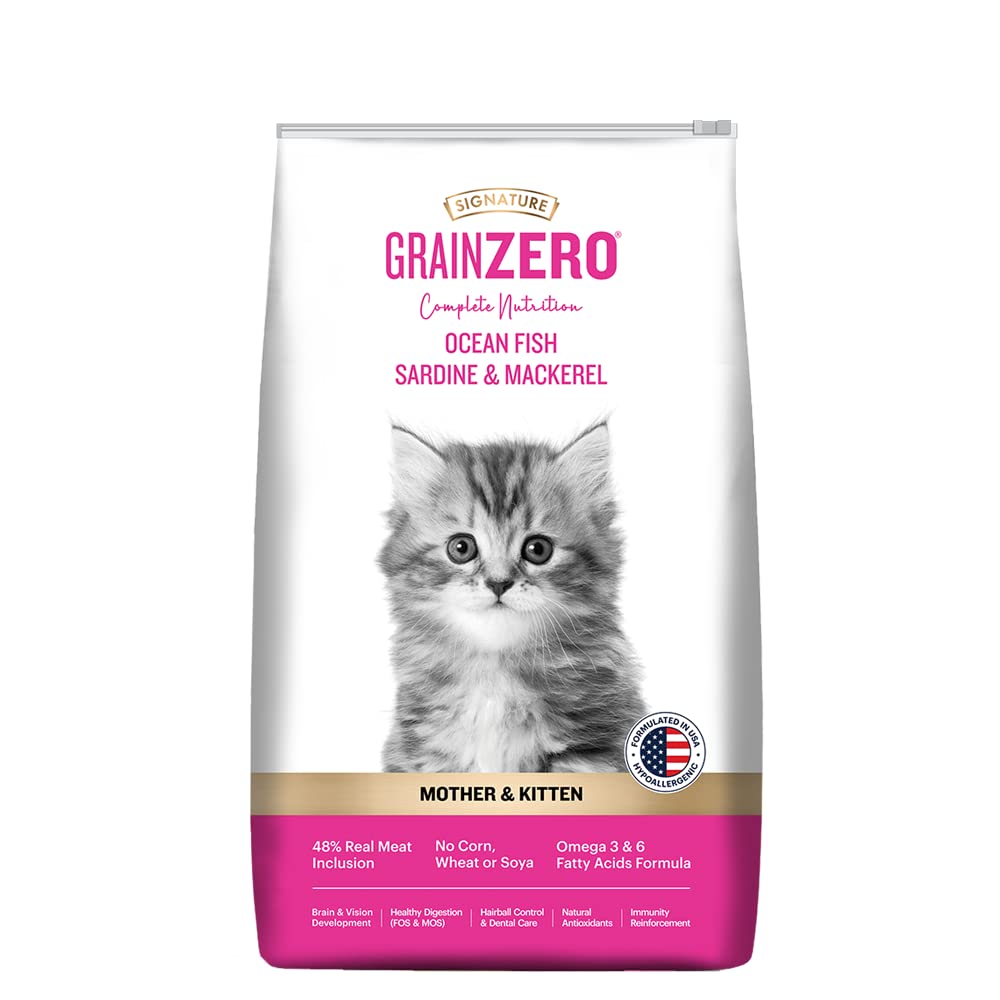 SIGNATURE
GRAINZERO®
Complete Nutrition
OCEAN FISH
SARDINE & MACKEREL
FORMULATED IN USA
HYPOALLERGENIC
MOTHER & KITTEN
48% Real Meat
Inclusion
No Corn,
Wheat or Soya
Omega 3 & 6
Fatty Acids Formula
Brain & Vision
Development
Healthy Digestion
(FOS & MOS)
Hairball Control
& Dental Care
Natural
Antioxidants
Immunity
Reinforcement